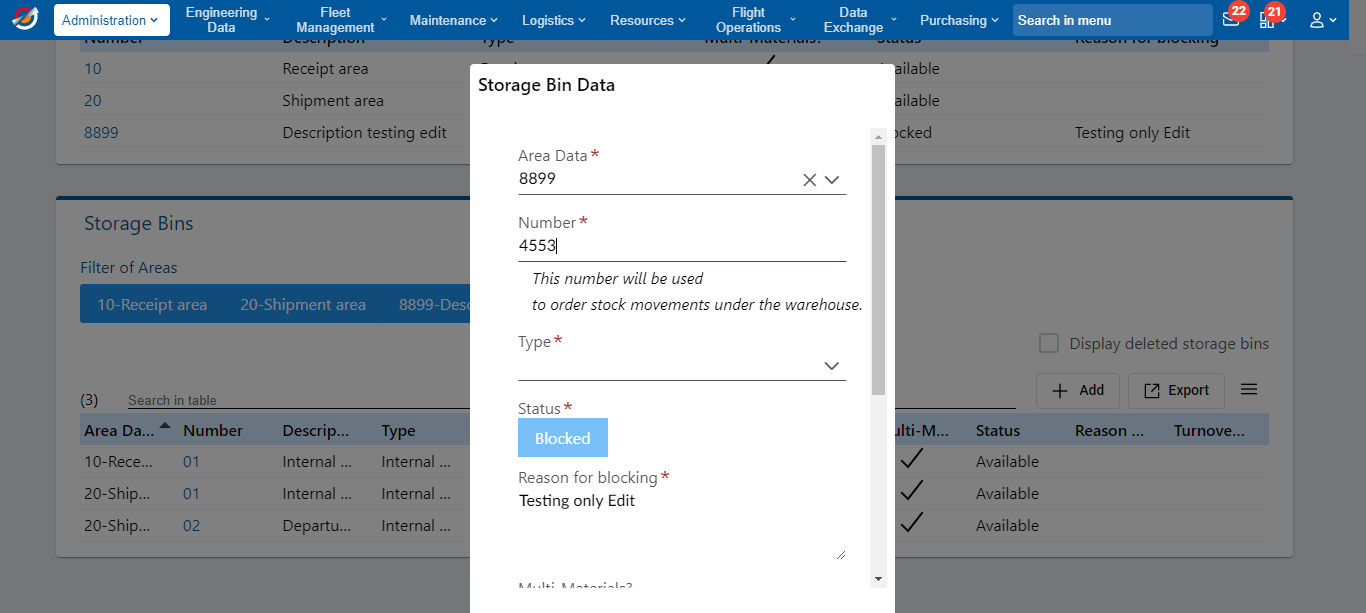 Administration
Engineering Data
Fleet Management
Maintenance
Logistics
Resources
Flight Operations
Data Exchange
Purchasing
Search in menu
22
21
Number Description Type Multi-Materials? Status Reason for blocking
10 Receipt area ailable
20 Shipment area ailable
8899 Description testing edit ocked Testing only Edit
Storage Bin Data
Area Data *
8899
Number *
4553
This number will be used
to order stock movements under the warehouse.
Type *
Status *
Blocked
Reason for blocking *
Testing only Edit
Multi-Materials?
Storage Bins
Filter of Areas
10-Receipt area 20-Shipment area 8899-Desc
Display deleted storage bins
Add Export
(3) Search in table
Area Da... Number Descrip... Type ulti-M... Status Reason ... Turnove...
10-Rece... 01 Internal ... Internal ... Available
20-Ship... 01 Internal ... Internal ... Available
20-Ship... 02 Departu... Internal ... Available